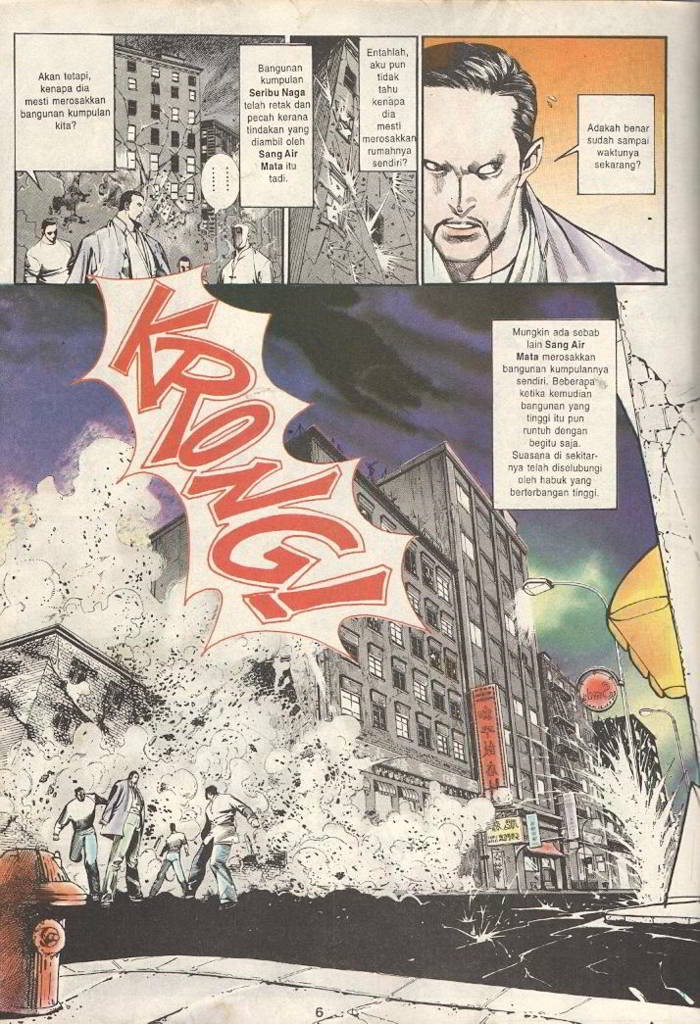 Akan tetapi,
kenapa dia
mesti merosakkan
bangunan kumpulan
kita?
Bangunan
kumpulan
Seribu Naga
telah retak dan
pecah kerana
tindakan yang
diambil oleh
Sang Air
Mata itu
tadi.
Entahlah,
aku pun
tidak
tahu
kenapa
dia
mesti
merosakkan
rumahnya
sendiri?
Adakah benar
sudah sampai
waktunya
sekarang?
KRONG!
Mungkin ada sebab
lain Sang Air
Mata merosakkan
bangunan kumpulannya
sendiri. Beberapa
ketika kemudian
bangunan yang
tinggi itu pun
runtuh dengan
begitu saja.
Suasana di sekitar-
nya telah diselubungi
oleh habuk yang
berterbangan tinggi.
6